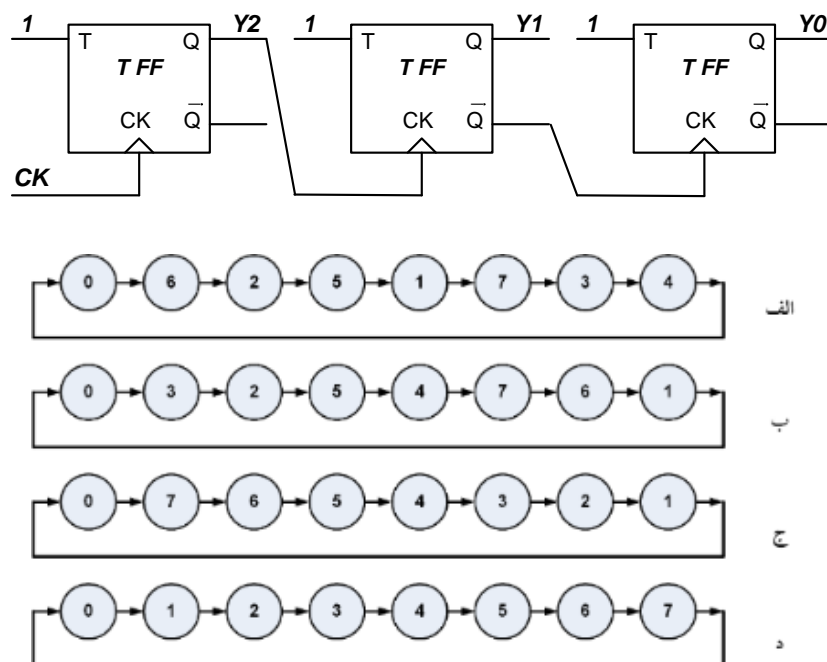 1 Y2 1 Y1 1 Y0
T Q T Q T Q
T FF T FF T FF
CK Q CK Q CK Q
CK
0 6 2 5 1 7 3 4 الف
0 3 2 5 4 7 6 1 ب
0 7 6 5 4 3 2 1 ج
0 1 2 3 4 5 6 7 د